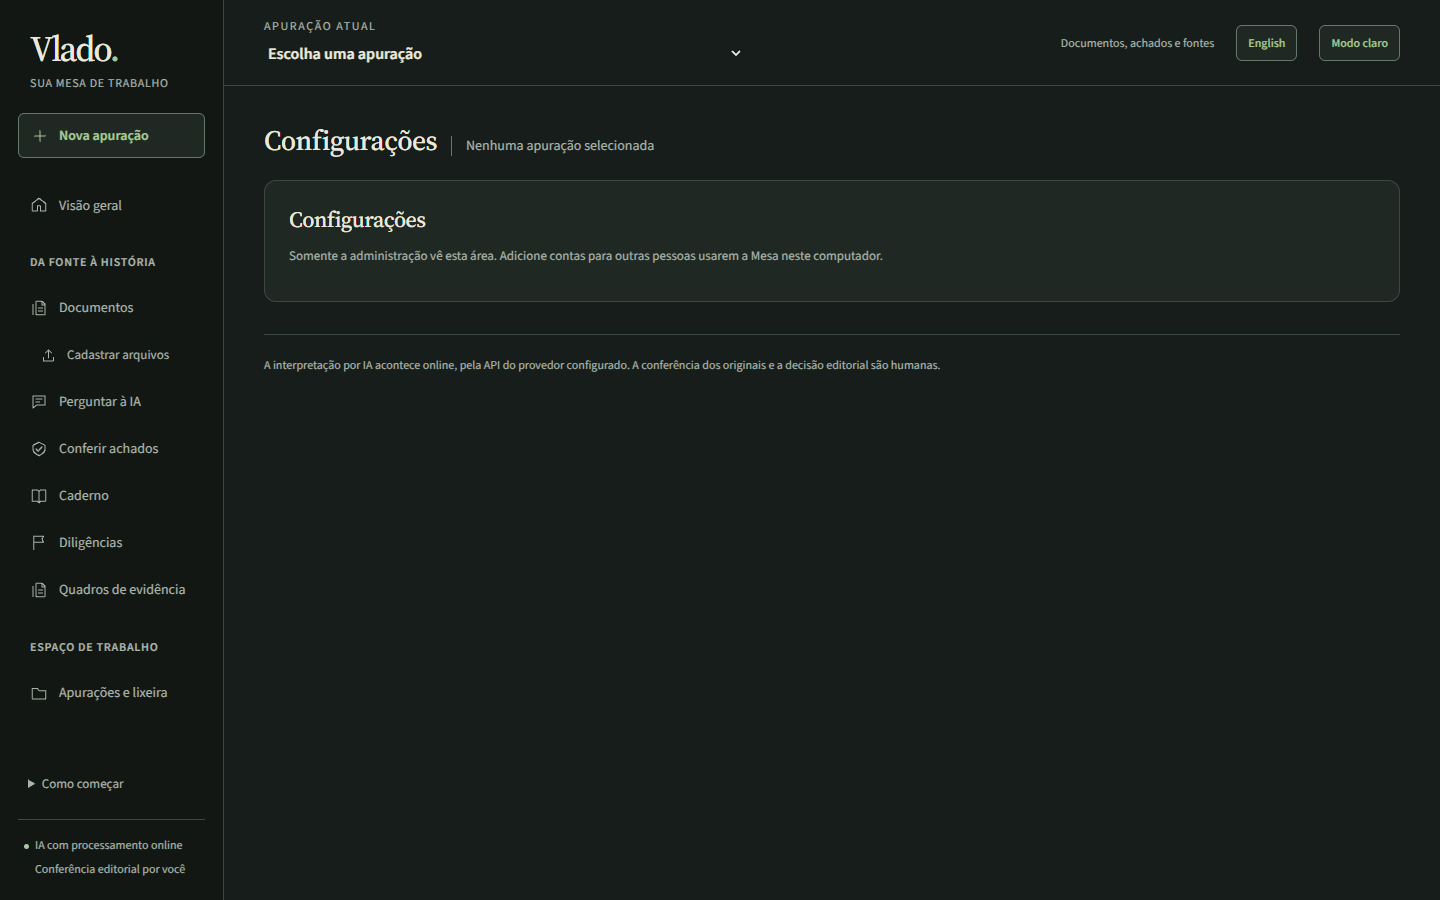 Vlado.
SUA MESA DE TRABALHO
Nova apuração
Visão geral
DA FONTE À HISTÓRIA
Documentos
Cadastrar arquivos
Perguntar à IA
Conferir achados
Caderno
Diligências
Quadros de evidência
ESPAÇO DE TRABALHO
Apurações e lixeira
Como começar
IA com processamento online
Conferência editorial por você
APURAÇÃO ATUAL
Escolha uma apuração
Documentos, achados e fontes
English
Modo claro
Configurações
Nenhuma apuração selecionada
Configurações
Somente a administração vê esta área. Adicione contas para outras pessoas usarem a Mesa neste computador.
A interpretação por IA acontece online, pela API do provedor configurado. A conferência dos originais e a decisão editorial são humanas.